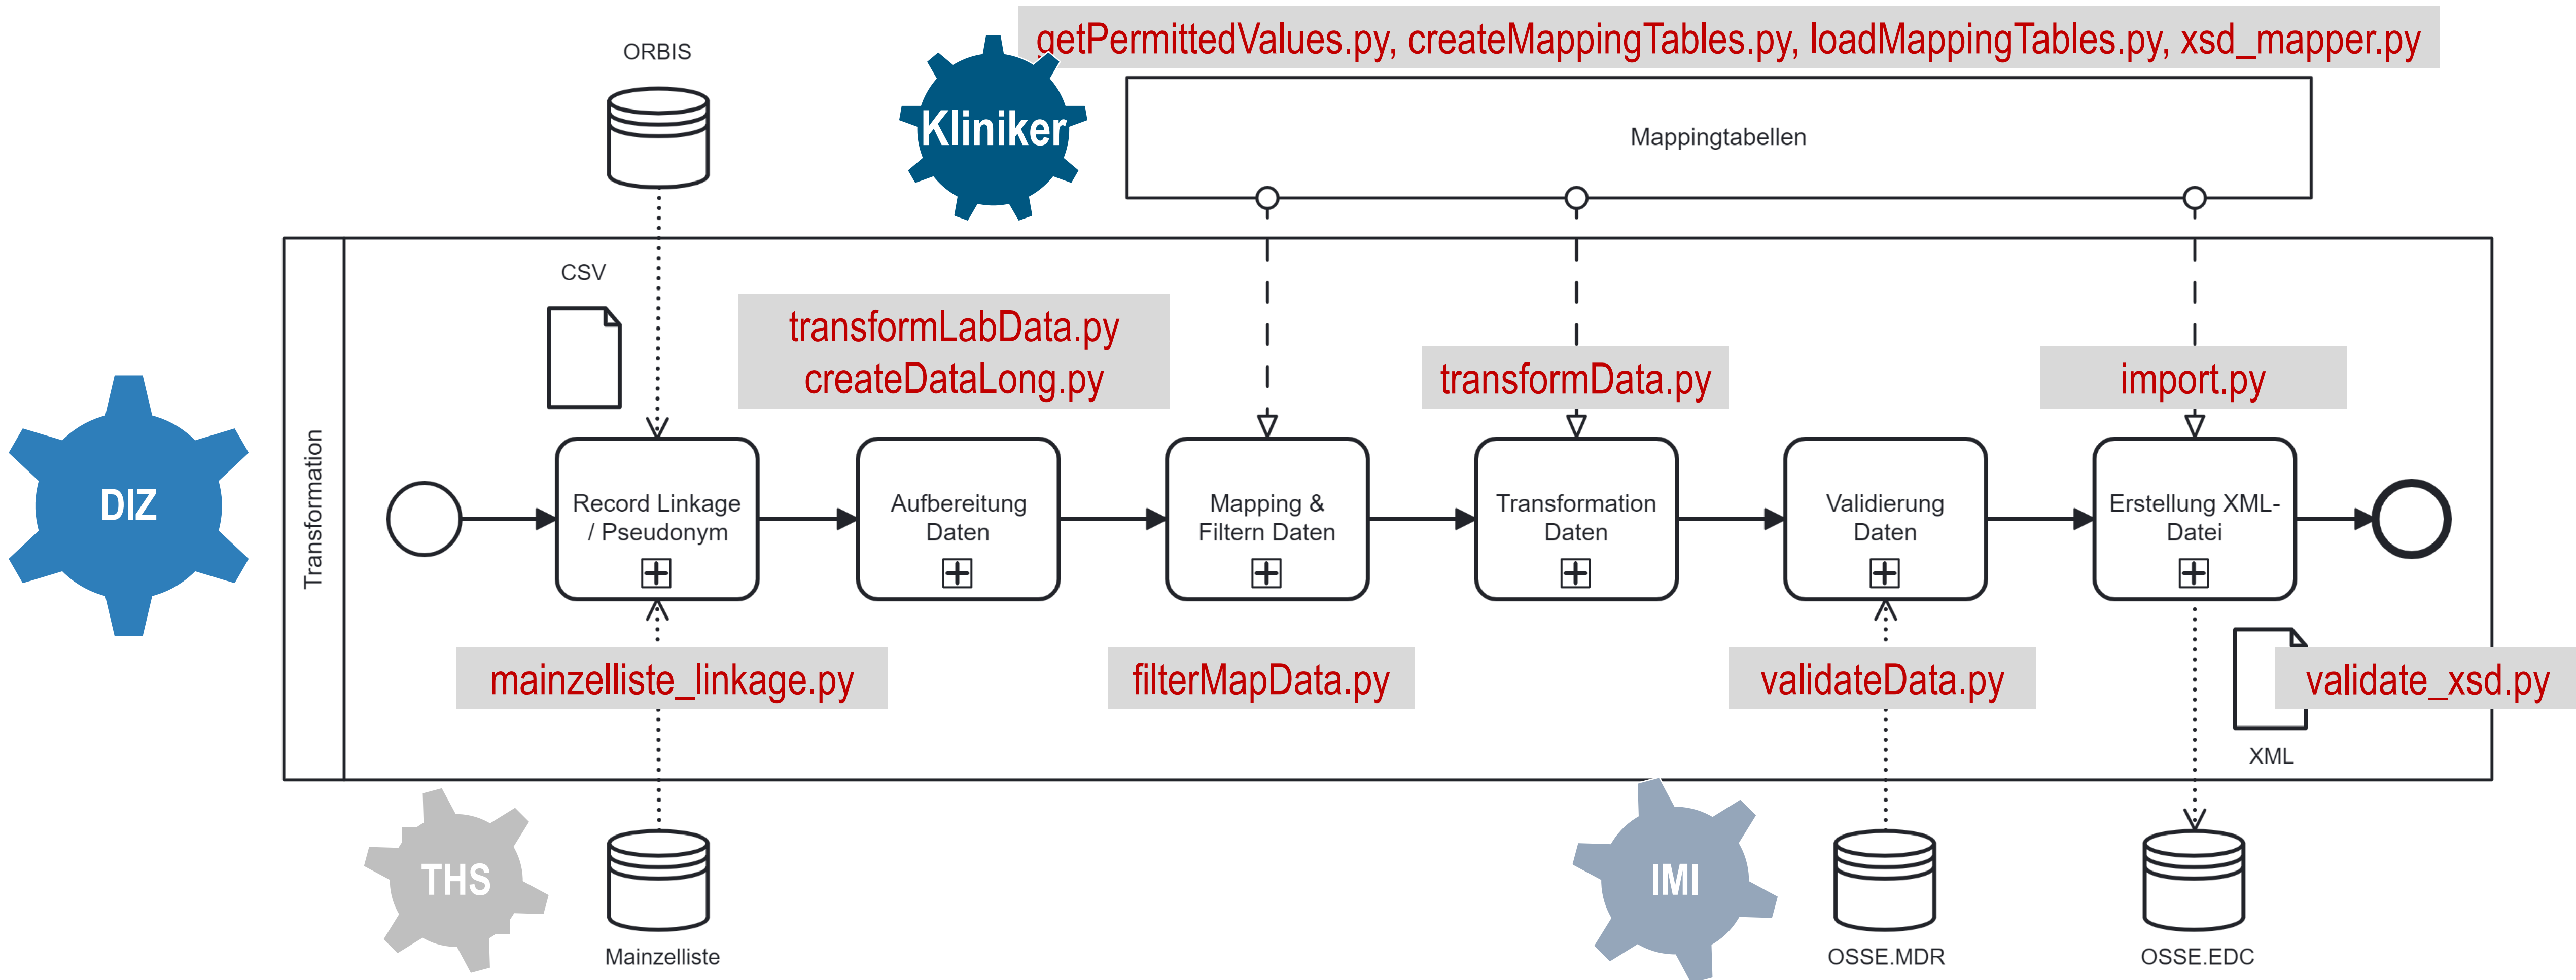 getPermittedValues.py, createMappingTables.py, loadMappingTables.py, xsd_mapper.py
ORBIS
Kliniker
Mappingtabellen
CSV
transformLabData.py
createDataLong.py
transformData.py
import.py
DIZ
Transformation
Record Linkage
/ Pseudonym
Aufbereitung
Daten
Mapping &
Filtern Daten
Transformation
Daten
Validierung
Daten
Erstellung XML-
Datei
mainzelliste_linkage.py
filterMapData.py
validateData.py
validate_xsd.py
XML
THS
IMI
Mainzelliste
OSSE.MDR
OSSE.EDC